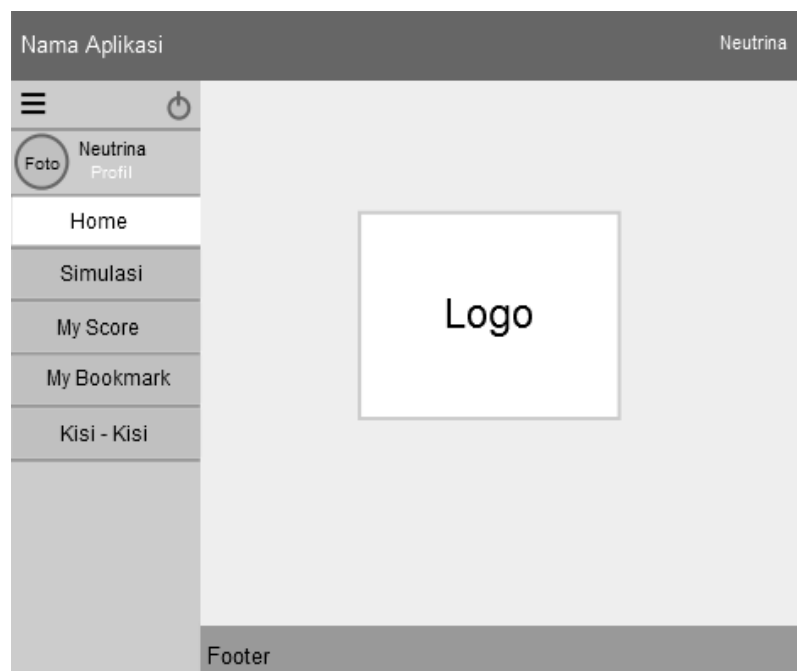 Nama Aplikasi
Neutrina
Foto
Neutrina
Profil
Home
Simulasi
My Score
My Bookmark
Kisi - Kisi
Logo
Footer